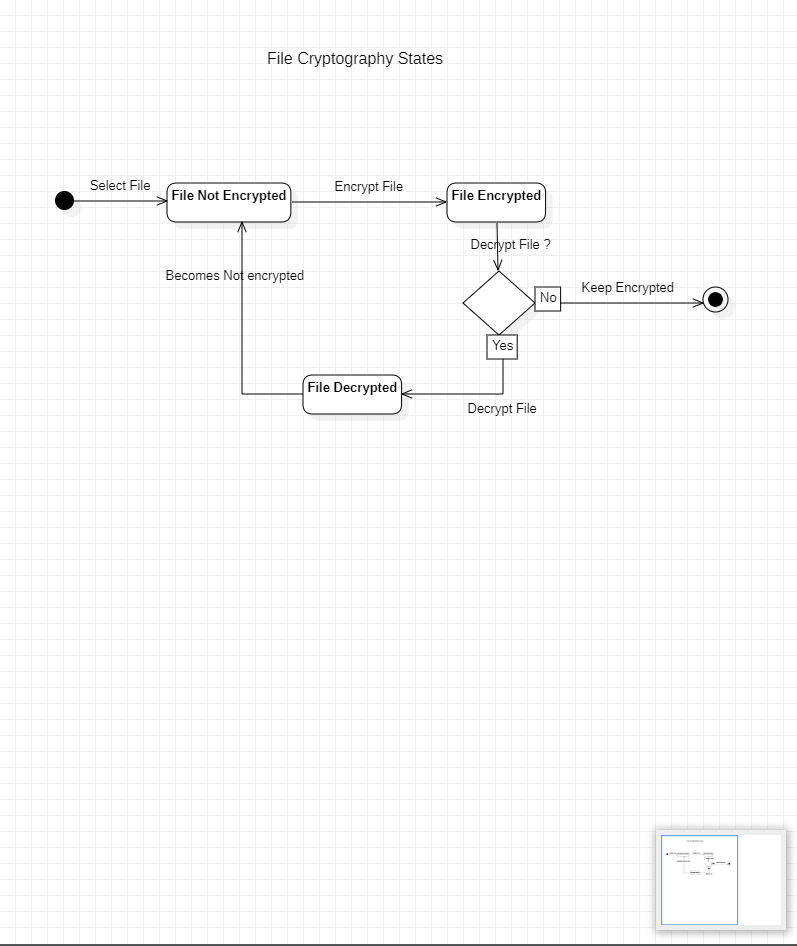 File Cryptography States
Select File
File Not Encrypted
Encrypt File
File Encrypted
Decrypt File ?
Becomes Not encrypted
No
Keep Encrypted
Yes
File Decrypted
Decrypt File